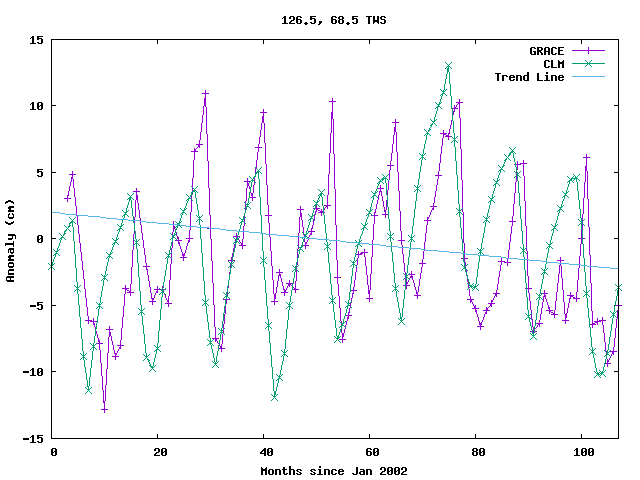 126.5, 68.5 TWS
GRACE
CLM
Trend Line
15
10
5
0
-5
-10
-15
Anomaly (cm)
0 20 40 60 80 100
Months since Jan 2002